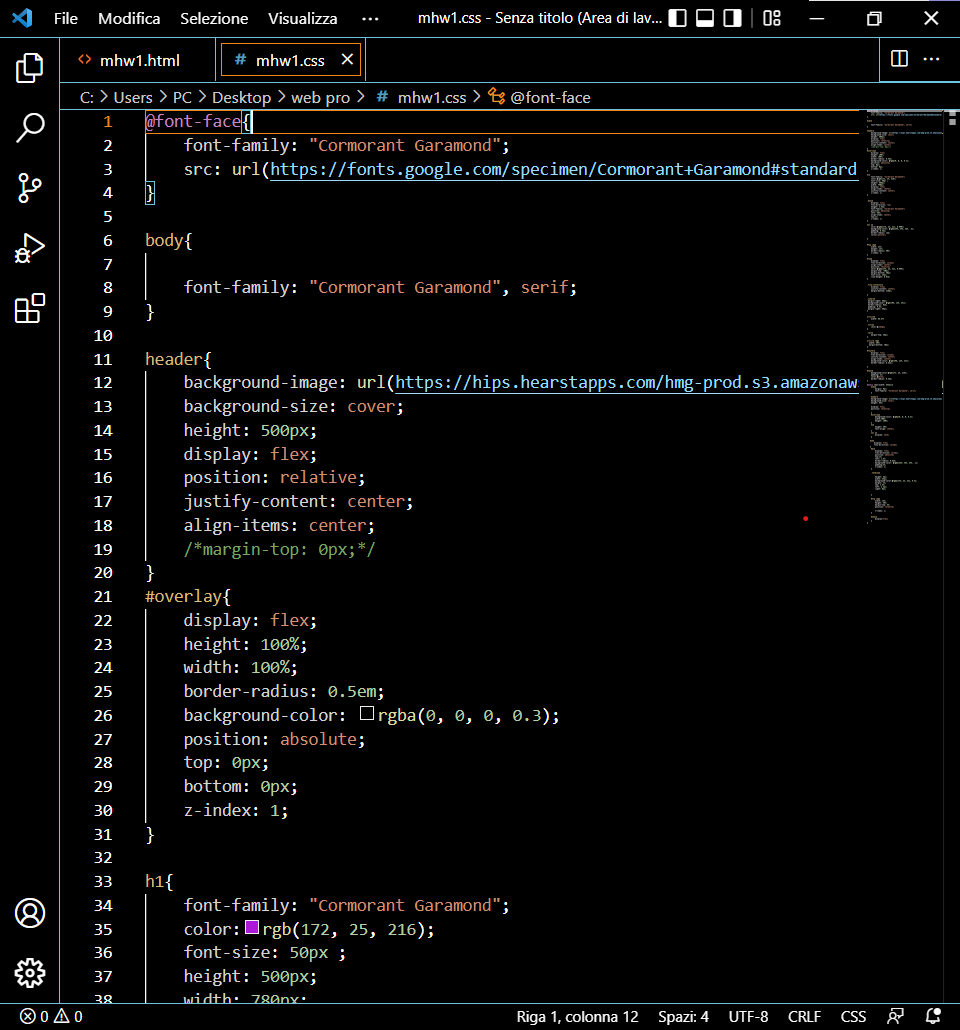 File Modifica Selezione Visualizza ··· mhw1.css - Senza titolo (Area di lav...
<> mhw1.html # mhw1.css ×
C: > Users > PC > Desktop > web pro > # mhw1.css > @font-face
1 @font-face{
2 font-family: "Cormorant Garamond";
3 src: url(https://fonts.google.com/specimen/Cormorant+Garamond#standard
4 }
5
6 body{
7
8 font-family: "Cormorant Garamond", serif;
9 }
10
11 header{
12 background-image: url(https://hips.hearstapps.com/hmg-prod.s3.amazonaw
13 background-size: cover;
14 height: 500px;
15 display: flex;
16 position: relative;
17 justify-content: center;
18 align-items: center;
19 /*margin-top: 0px;*/
20 }
21 #overlay{
22 display: flex;
23 height: 100%;
24 width: 100%;
25 border-radius: 0.5em;
26 background-color: rgba(0, 0, 0, 0.3);
27 position: absolute;
28 top: 0px;
29 bottom: 0px;
30 z-index: 1;
31 }
32
33 h1{
34 font-family: "Cormorant Garamond";
35 color: rgb(172, 25, 216);
36 font-size: 50px ;
37 height: 500px;
38 width: 780px;
0 0 Riga 1, colonna 12 Spazi: 4 UTF-8 CRLF CSS